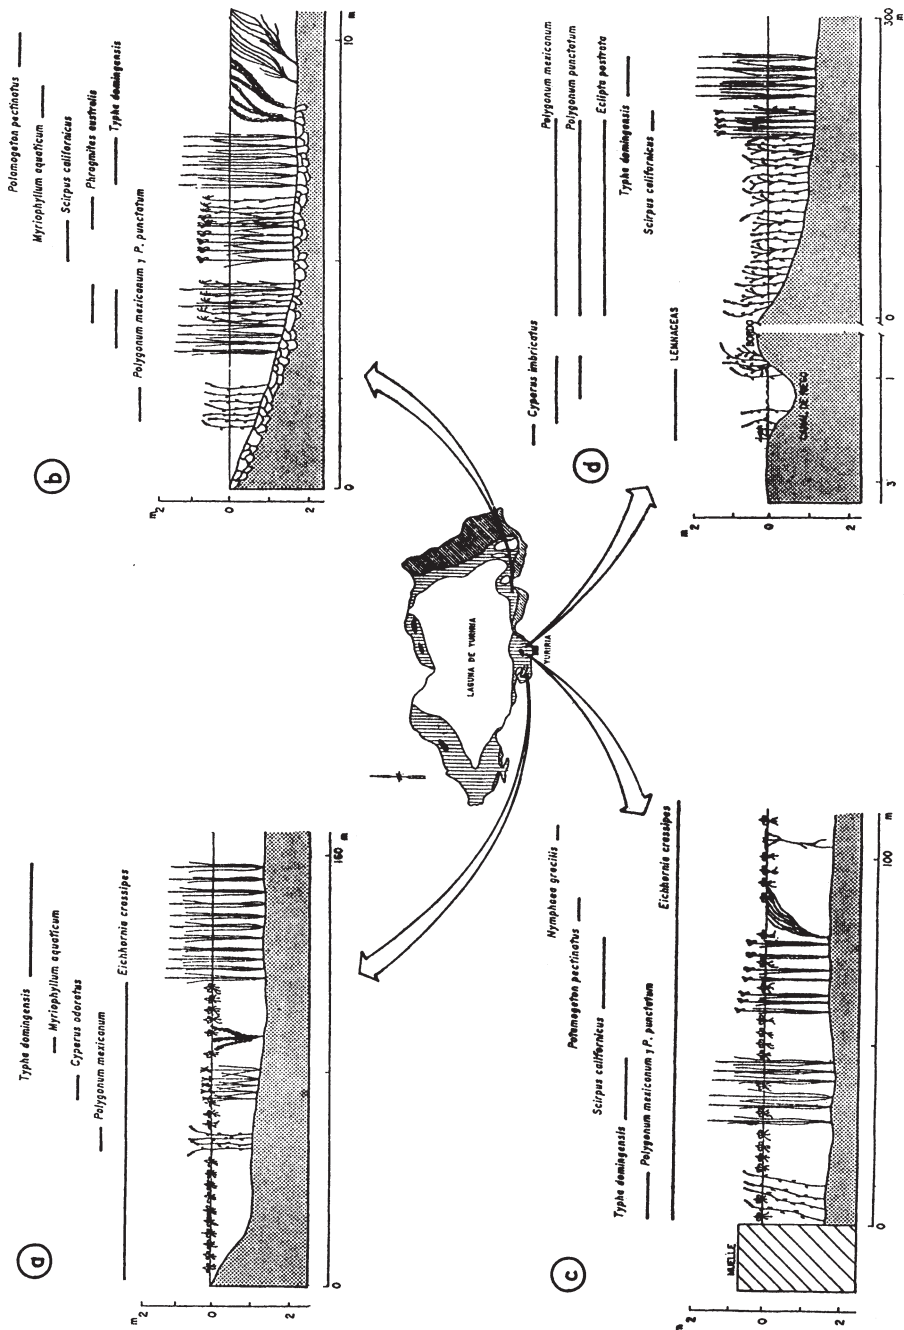 a
Typha domingensis
Myriophyllum aquaticum
Cyperus odoratus
Polygonum mexicanum
Eichhornia crassipes
m
2
0
2
0
160
m
b
Potamogeton pectinatus
Myriophyllum aquaticum
Scirpus californicus
Phragmites australis
Typha domingensis
Polygonum mexicanum y P. punctatum
m
2
0
2
0
10
m
LAGUNA DE YURIRIA
YURIRIA
c
Nymphaea gracilis
Potamogeton pectinatus
Scirpus californicus
Typha domingensis
Polygonum mexicanum y P. punctatum
Eichhornia crassipes
MUELLE
m
2
0
2
0
100
m
d
Cyperus imbricatus
Polygonum mexicanum
Polygonum punctatum
Eclipta postrata
Typha domingensis
Scirpus californicus
LEMNACEAS
BORDO
CANAL DE RIEGO
m
2
0
2
3
1
0
300
m